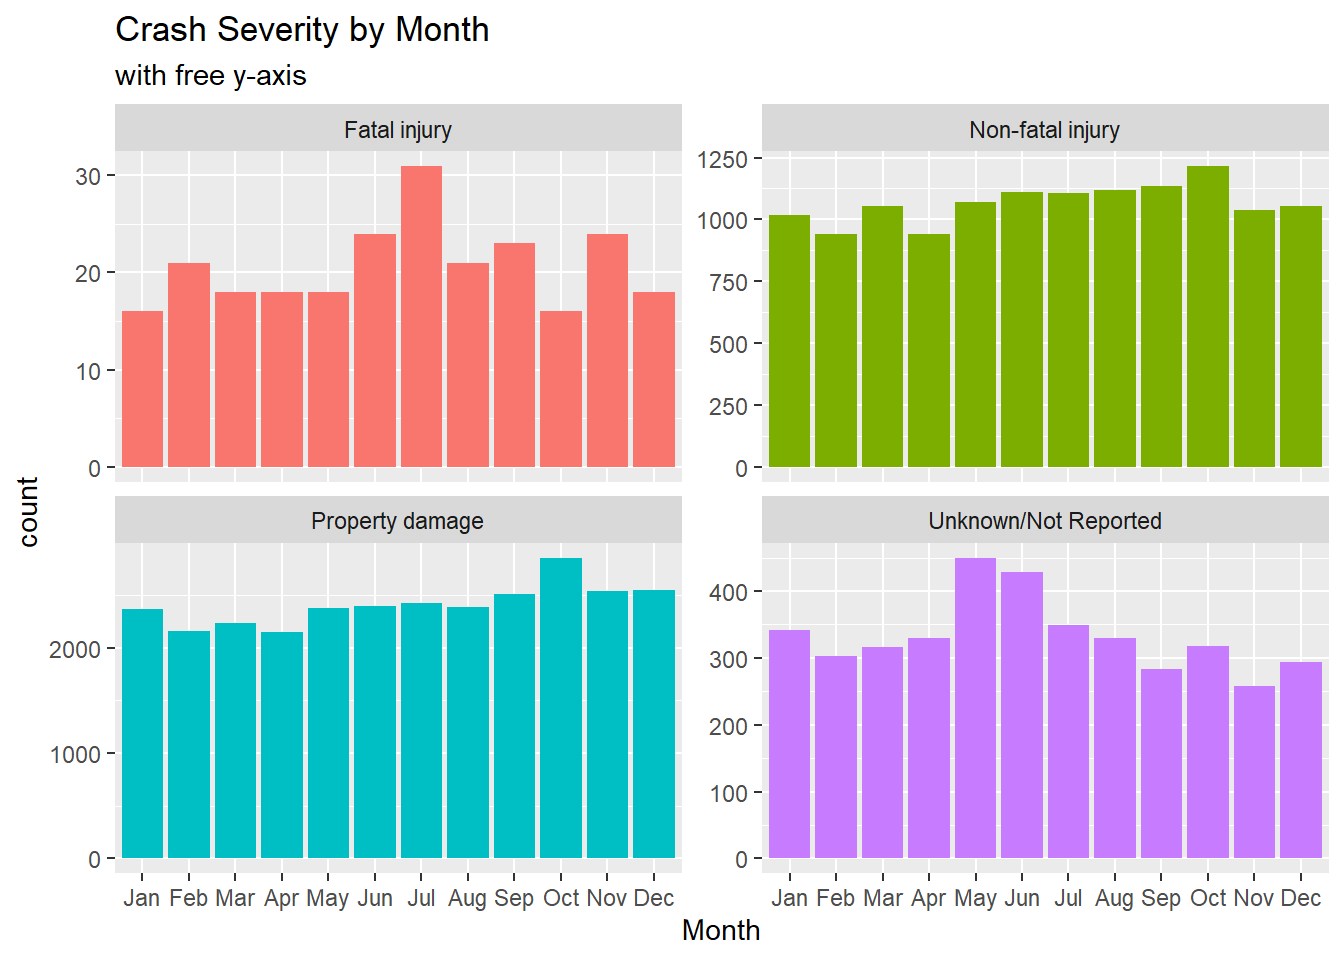 Crash Severity by Month
with free y-axis
Fatal injury
Non-fatal injury
30
20
10
0
1250
1000
750
500
250
0
count
Property damage
Unknown/Not Reported
2000
1000
0
400
300
200
100
0
Jan Feb Mar Apr May Jun Jul Aug Sep Oct Nov Dec
Jan Feb Mar Apr May Jun Jul Aug Sep Oct Nov Dec
Month